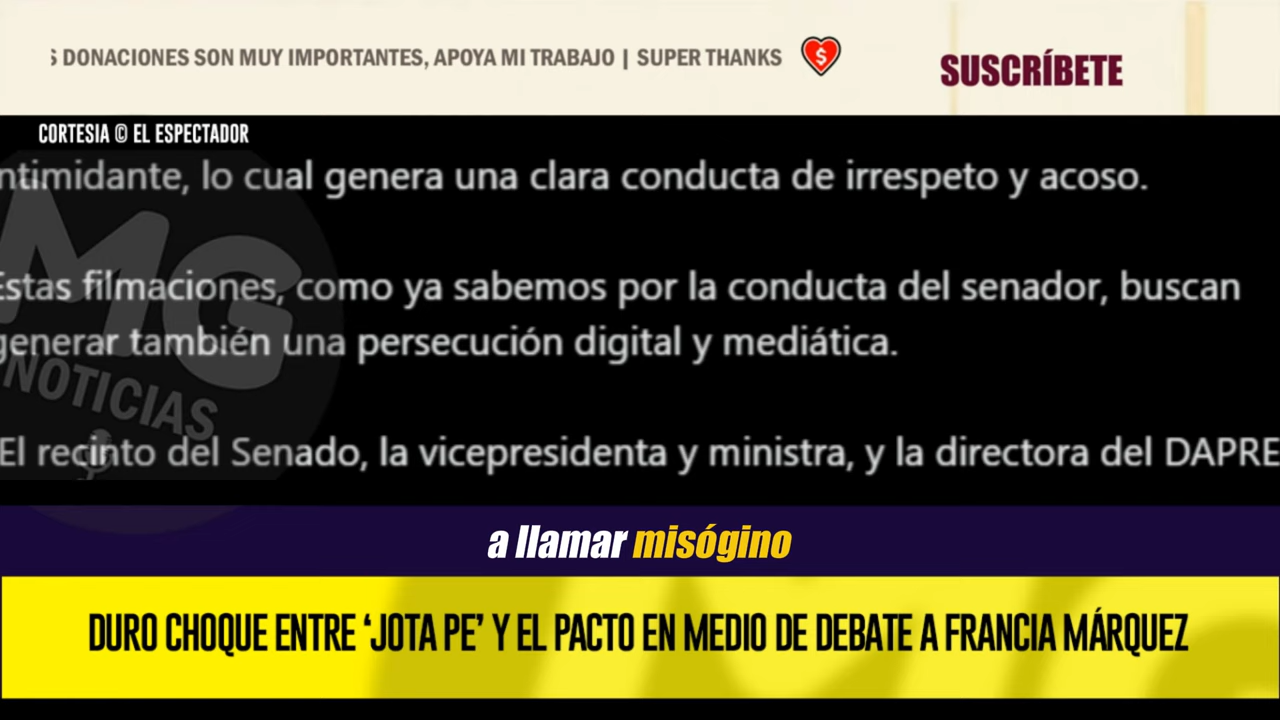 DONACIONES SON MUY IMPORTANTES, APOYA MI TRABAJO | SUPER THANKS
SUSCRÍBETE
CORTESIA © EL ESPECTADOR
ntimidante, lo cual genera una clara conducta de irrespeto y acoso.
Estas filmaciones, como ya sabemos por la conducta del senador, buscan
generar también una persecución digital y mediática.
MG
NOTICIAS
El recinto del Senado, la vicepresidenta y ministra, y la directora del DAPRE
a llamar misógino
DURO CHOQUE ENTRE ‘JOTA PE’ Y EL PACTO EN MEDIO DE DEBATE A FRANCIA MÁRQUEZ